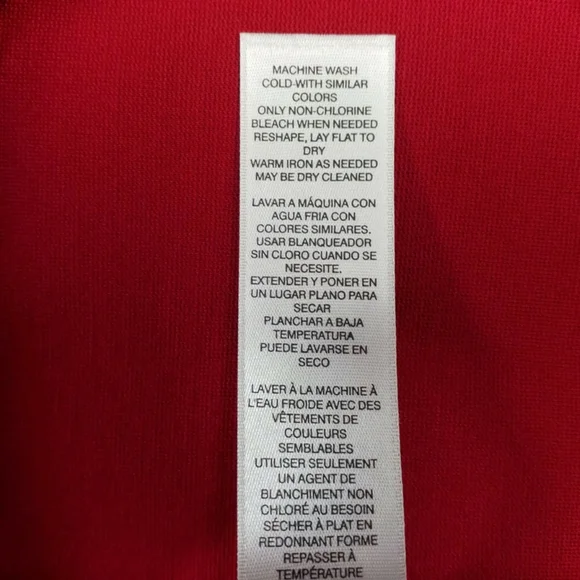 MACHINE WASH
COLD-WITH SIMILAR
COLORS
ONLY NON-CHLORINE
BLEACH WHEN NEEDED
RESHAPE, LAY FLAT TO
DRY
WARM IRON AS NEEDED
MAY BE DRY CLEANED
LAVAR A MÁQUINA CON
AGUA FRIA CON
COLORES SIMILARES.
USAR BLANQUEADOR
SIN CLORO CUANDO SE
NECESITE.
EXTENDER Y PONER EN
UN LUGAR PLANO PARA
SECAR
PLANCHAR A BAJA
TEMPERATURA
PUEDE LAVARSE EN
SECO
LAVER À LA MACHINE À
L'EAU FROIDE AVEC DES
VÊTEMENTS DE
COULEURS
SEMBLABLES
UTILISER SEULEMENT
UN AGENT DE
BLANCHIMENT NON
CHLORÉ AU BESOIN
SÉCHER À PLAT EN
REDONNANT FORME
REPASSER À
TEMPÉRATURE